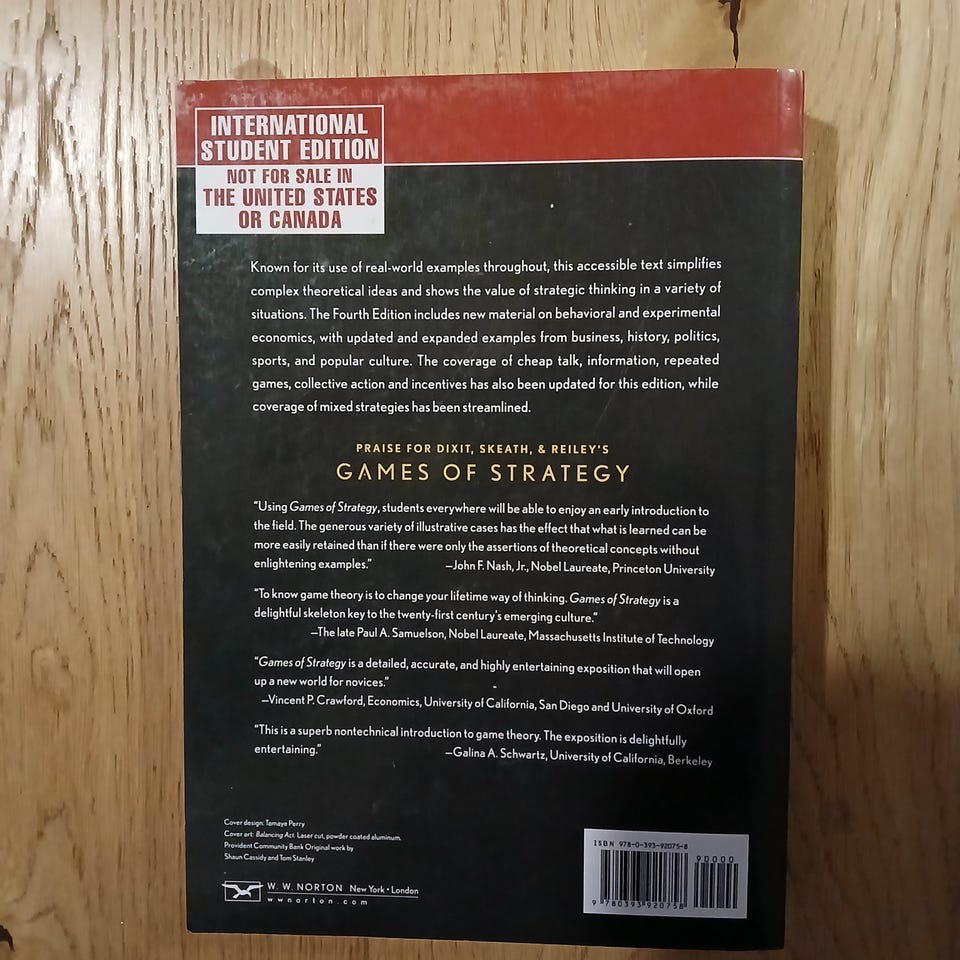 INTERNATIONAL
STUDENT EDITION
NOT FOR SALE IN
THE UNITED STATES
OR CANADA
Known for its use of real-world examples throughout, this accessible text simplifies
complex theoretical ideas and shows the value of strategic thinking in a variety of
situations. The Fourth Edition includes new material on behavioral and experimental
economics, with updated and expanded examples from business, history, politics,
sports, and popular culture. The coverage of cheap talk, information, repeated
games, collective action and incentives has also been updated for this edition, while
coverage of mixed strategies has been streamlined.
PRAISE FOR DIXIT, SKEATH, & REILEY'S
GAMES OF STRATEGY
“Using Games of Strategy, students everywhere will be able to enjoy an early introduction to
the field. The generous variety of illustrative cases has the effect that what is learned can be
more easily retained than if there were only the assertions of theoretical concepts without
enlightening examples.” —John F. Nash, Jr., Nobel Laureate, Princeton University
“To know game theory is to change your lifetime way of thinking. Games of Strategy is a
delightful skeleton key to the twenty-first century's emerging culture.”
—The late Paul A. Samuelson, Nobel Laureate, Massachusetts Institute of Technology
“Games of Strategy is a detailed, accurate, and highly entertaining exposition that will open
up a new world for novices.”
—Vincent P. Crawford, Economics, University of California, San Diego and University of Oxford
“This is a superb nontechnical introduction to game theory. The exposition is delightfully
entertaining.” —Galina A. Schwartz, University of California, Berkeley
Cover design: Tamaye Perry
Cover art: Balancing Act. Laser cut, powder coated aluminum.
Provident Community Bank Original work by
Shaun Cassidy and Tom Stanley
W. W. NORTON New York • London
wwnorton.com
ISBN 978-0-393-92075-8
90000
9 780393 920758